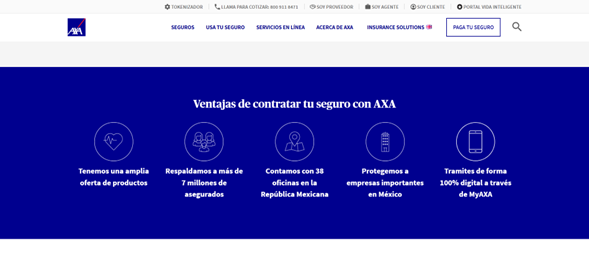 TOKENIZADOR LLAMA PARA COTIZAR: 800 911 8471 SOY PROVEEDOR SOY AGENTE SOY CLIENTE PORTAL VIDA INTELIGENTE
AXA SEGUROS USA TU SEGURO SERVICIOS EN LÍNEA ACERCA DE AXA INSURANCE SOLUTIONS PAGA TU SEGURO
Ventajas de contratar tu seguro con AXA
Tenemos una amplia
oferta de productos
Respaldamos a más de
7 millones de
asegurados
Contamos con 38
oficinas en la
República Mexicana
Protegemos a
empresas importantes
en México
Tramites de forma
100% digital a través
de MyAXA